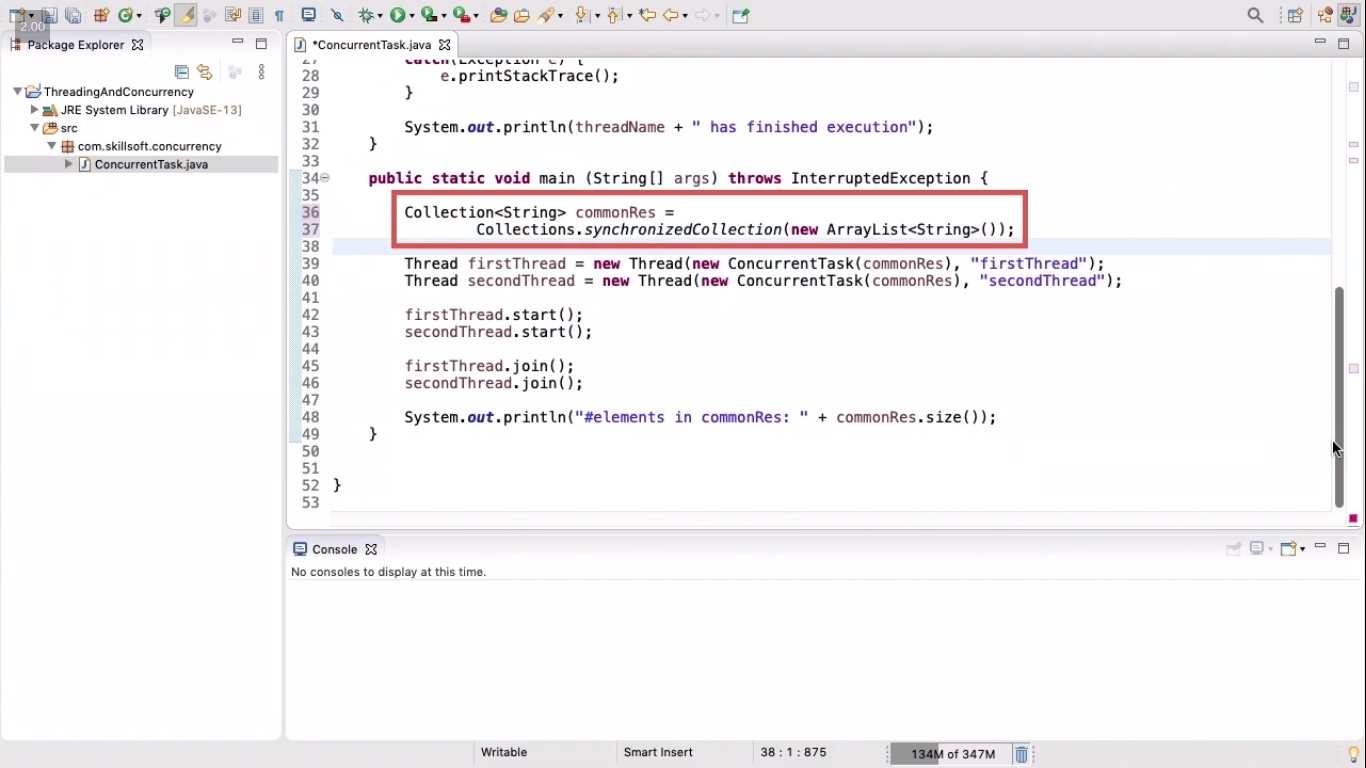 2.00
Package Explorer
*ConcurrentTask.java
ThreadingAndConcurrency
JRE System Library [JavaSE-13]
src
com.skillsoft.concurrency
ConcurrentTask.java
27 catch(Exception e) {
28 e.printStackTrace();
29 }
30
31 System.out.println(threadName + " has finished execution");
32 }
33
34 public static void main (String[] args) throws InterruptedException {
35
36 Collection<String> commonRes =
37 Collections.synchronizedCollection(new ArrayList<String>());
38
39 Thread firstThread = new Thread(new ConcurrentTask(commonRes), "firstThread");
40 Thread secondThread = new Thread(new ConcurrentTask(commonRes), "secondThread");
41
42 firstThread.start();
43 secondThread.start();
44
45 firstThread.join();
46 secondThread.join();
47
48 System.out.println("#elements in commonRes: " + commonRes.size());
49 }
50
51
52 }
53
Console
No consoles to display at this time.
Writable
Smart Insert
38 : 1 : 875
134M of 347M